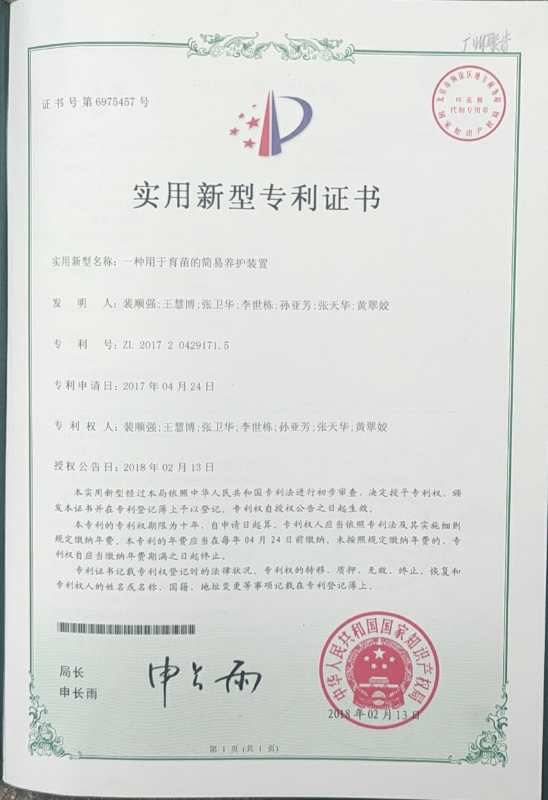 证书号第6975457号
实用新型专利证书
实用新型名称：一种用于育苗的简易养护装置
发明人：裴顺强;王慧博;张卫华;李世栋;孙亚芳;张天华;黄翠姣
专利号：ZL 2017 2 0429171.5
专利申请日：2017年04月24日
专利权人：裴顺强;王慧博;张卫华;李世栋;孙亚芳;张天华;黄翠姣
授权公告日：2018年02月13日
本实用新型经过本局依照中华人民共和国专利法进行初步审查，决定授予专利权，颁
发本证书并在专利登记簿上予以登记。专利权自授权公告之日起生效。
本专利的专利权期限为十年，自申请日起算。专利权人应当依照专利法及其实施细则
规定缴纳年费。本专利的年费应当在每年04月24日前缴纳。未按照规定缴纳年费的，专
利权自应当缴纳年费期满之日起终止。
专利证书记载专利权登记时的法律状况。专利权的转移、质押、无效、终止、恢复和
专利权人的姓名或名称、国籍、地址变更等事项记载在专利登记簿上。
局长
申长雨
申长雨
中华人民共和国国家知识产权局
2018年02月13日
第1页(共1页)